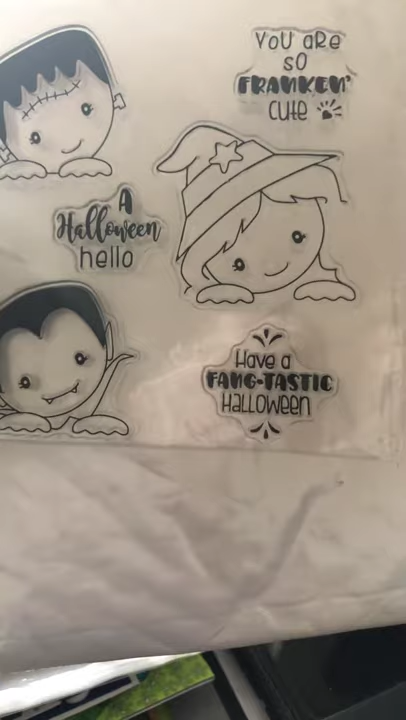 YOU aRe
sO
FRANKEN'
CUte
A
Halloween
hello
Have a
FANG-TASTIC
HALLOWEEN